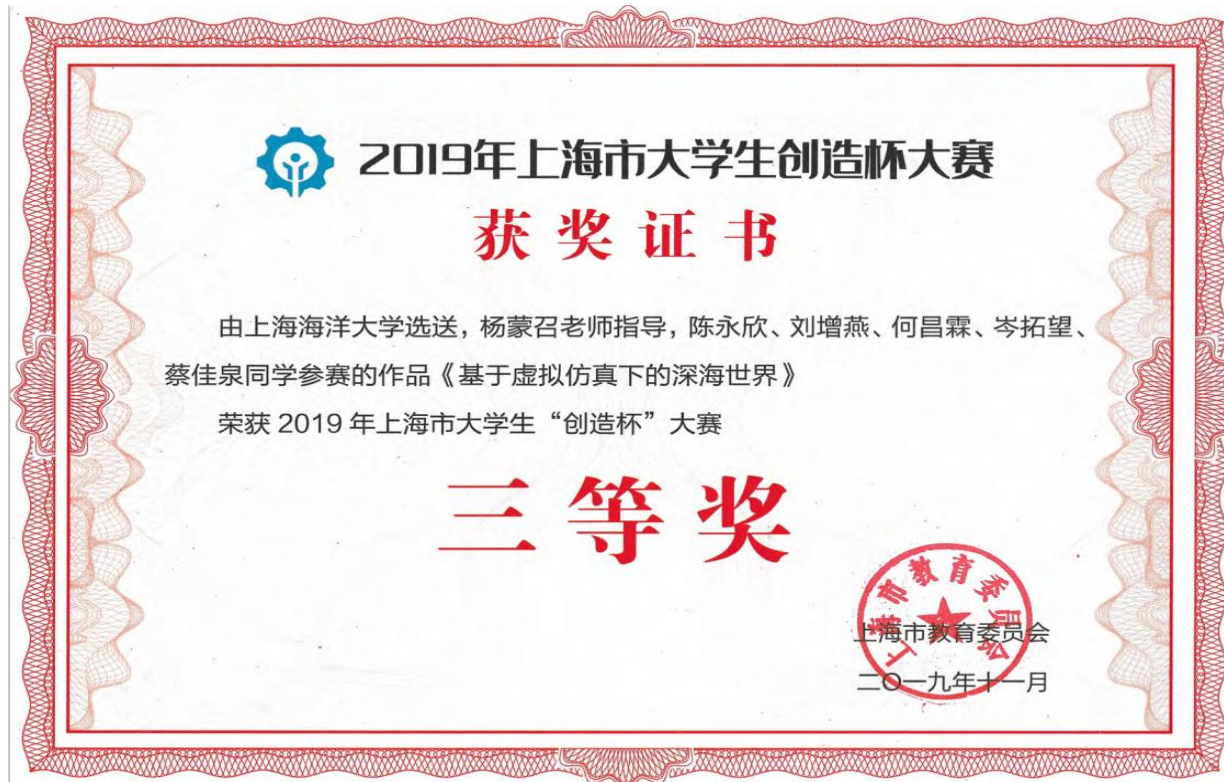 2019年上海市大学生创造杯大赛
获奖证书
由上海海洋大学选送，杨蒙召老师指导，陈永欣、刘增燕、何昌霖、岑拓望、
蔡佳泉同学参赛的作品《基于虚拟仿真下的深海世界》
荣获 2019 年上海市大学生“创造杯”大赛
三等奖
上海市教育委员会
上海市教育委员会
二〇一九年十一月